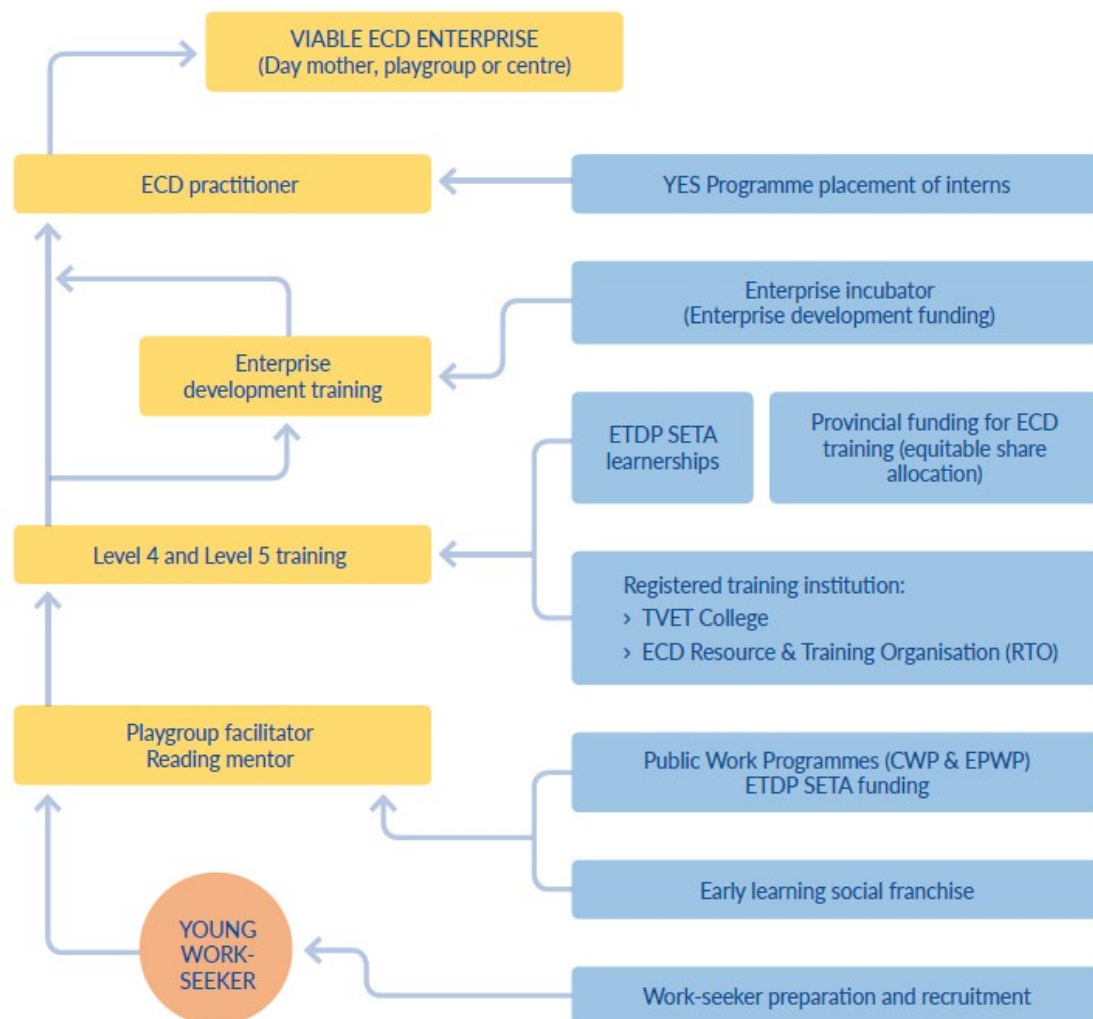 VIABLE ECD ENTERPRISE
(Day mother, playgroup or centre)
ECD practitioner
YES Programme placement of interns
Enterprise incubator
(Enterprise development funding)
Enterprise
development training
ETDP SETA
learnerships
Provincial funding for ECD
training (equitable share
allocation)
Level 4 and Level 5 training
Registered training institution:
› TVET College
› ECD Resource & Training Organisation (RTO)
Playgroup facilitator
Reading mentor
Public Work Programmes (CWP & EPWP)
ETDP SETA funding
Early learning social franchise
YOUNG
WORK-
SEEKER
Work-seeker preparation and recruitment